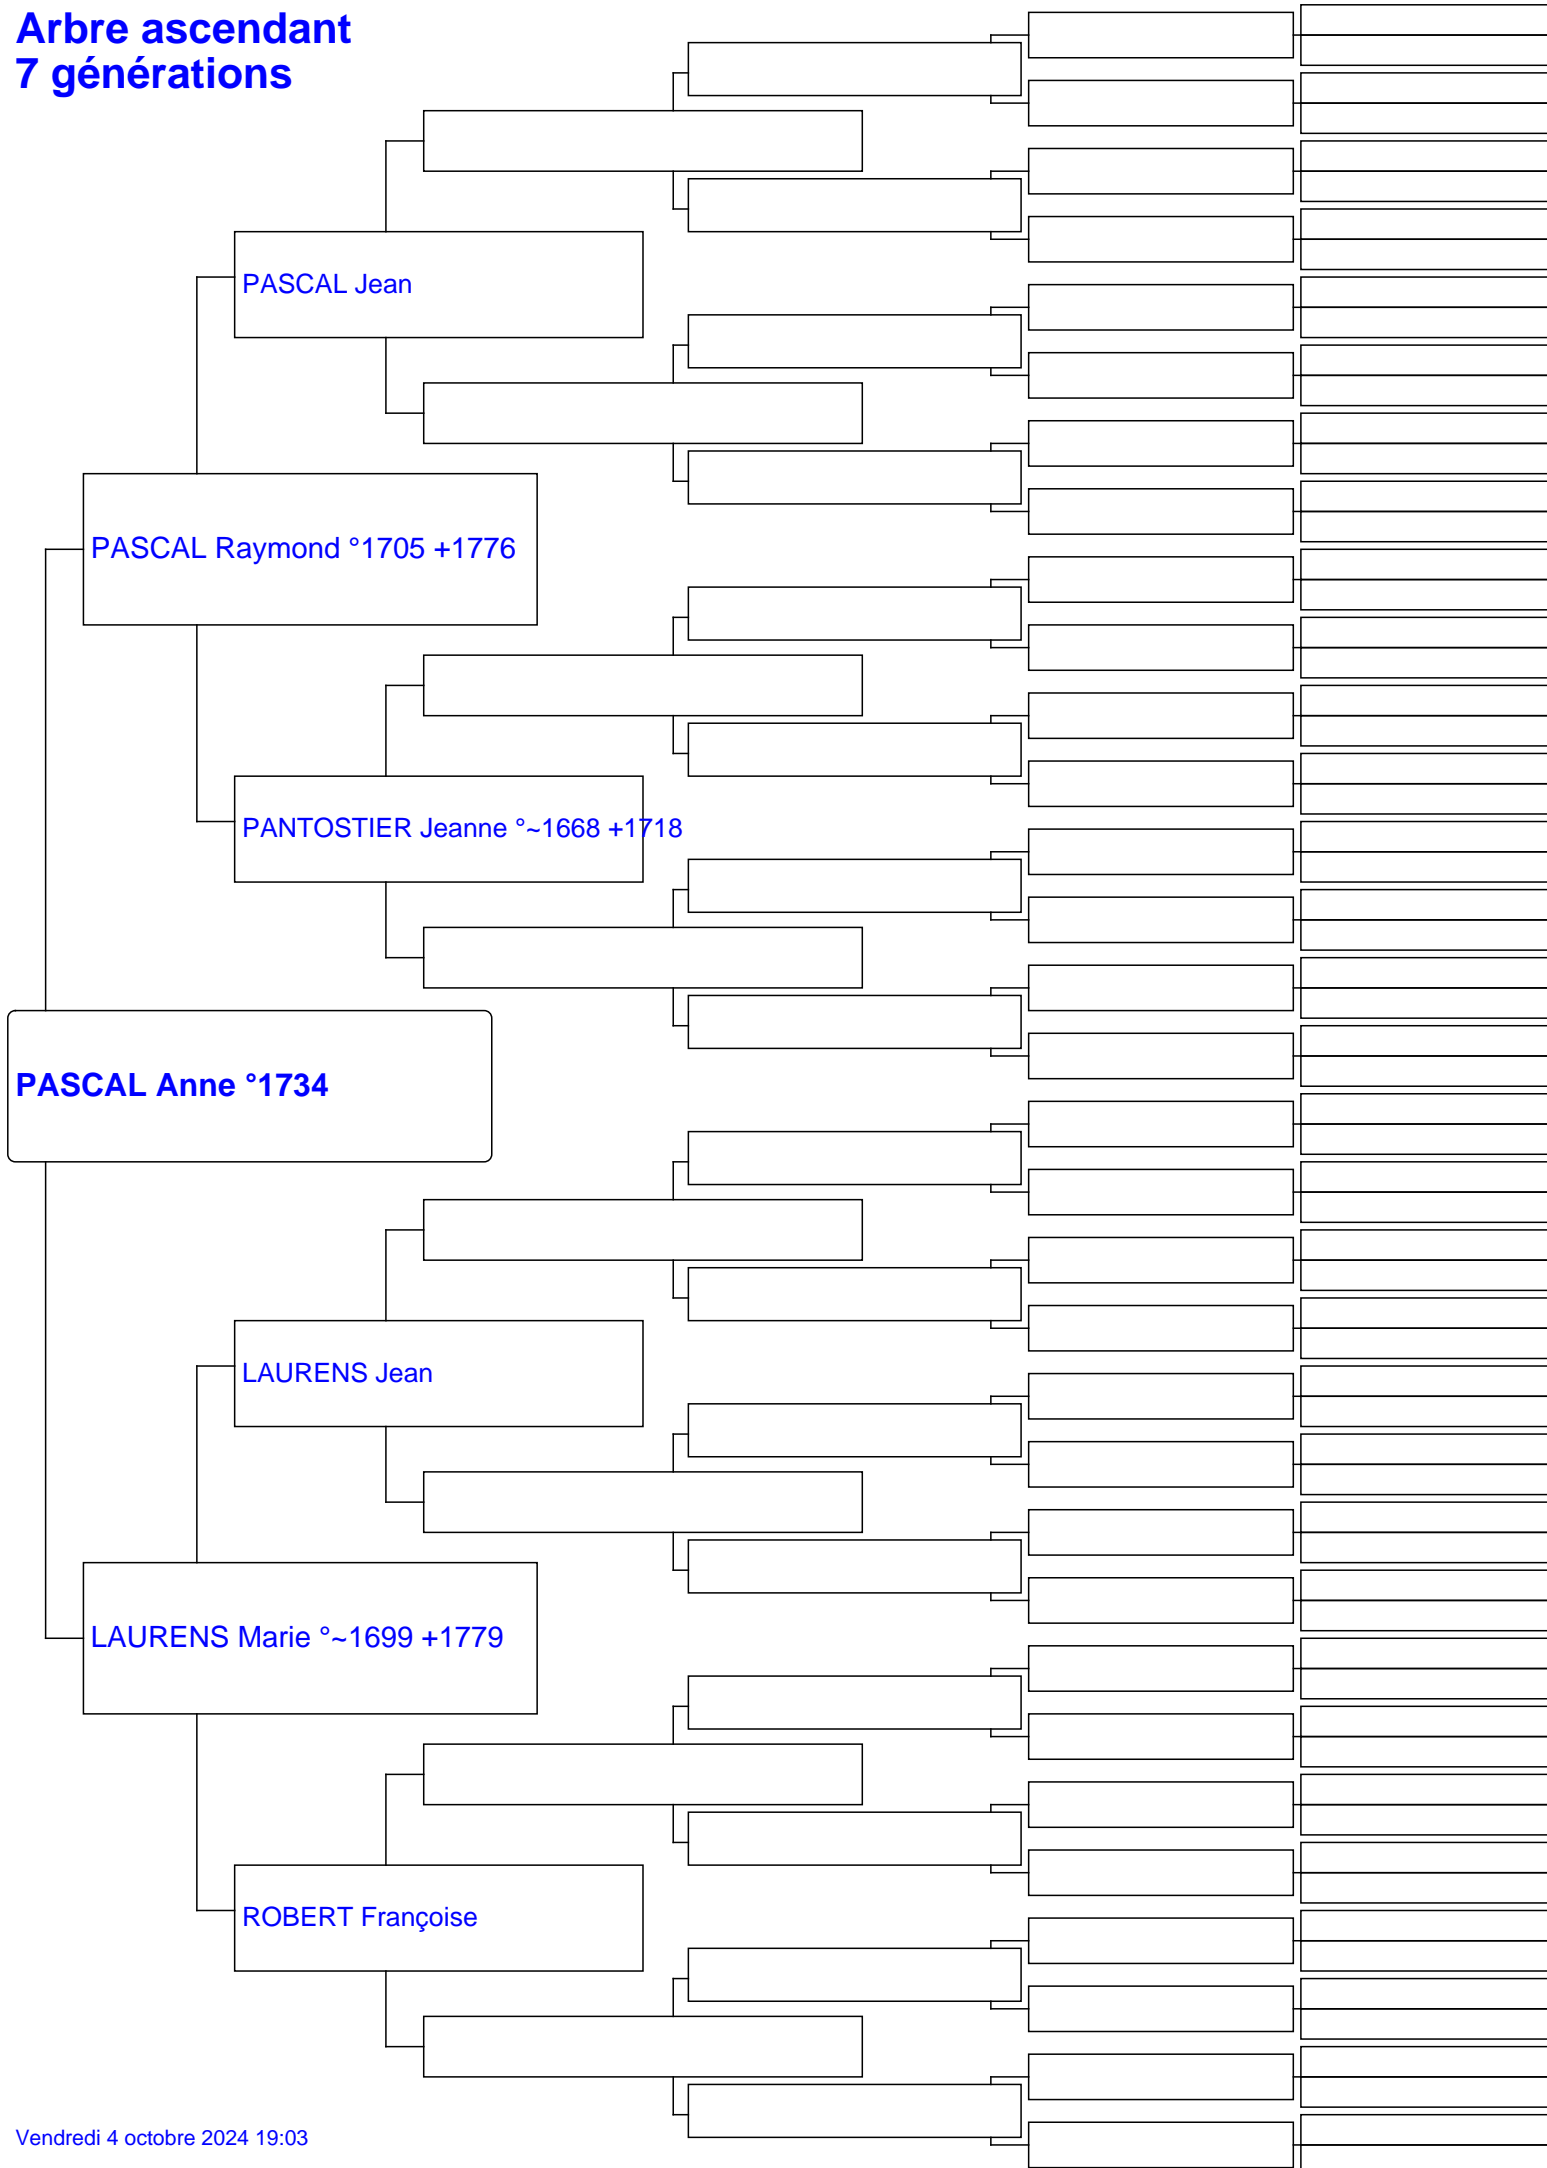 Arbre ascendant
7 générations
PASCAL Jean
PASCAL Raymond °1705 +1776
PANTOSTIER Jeanne °~1668 +1718
PASCAL Anne °1734
LAURENS Jean
LAURENS Marie °~1699 +1779
ROBERT Françoise
Vendredi 4 octobre 2024 19:03